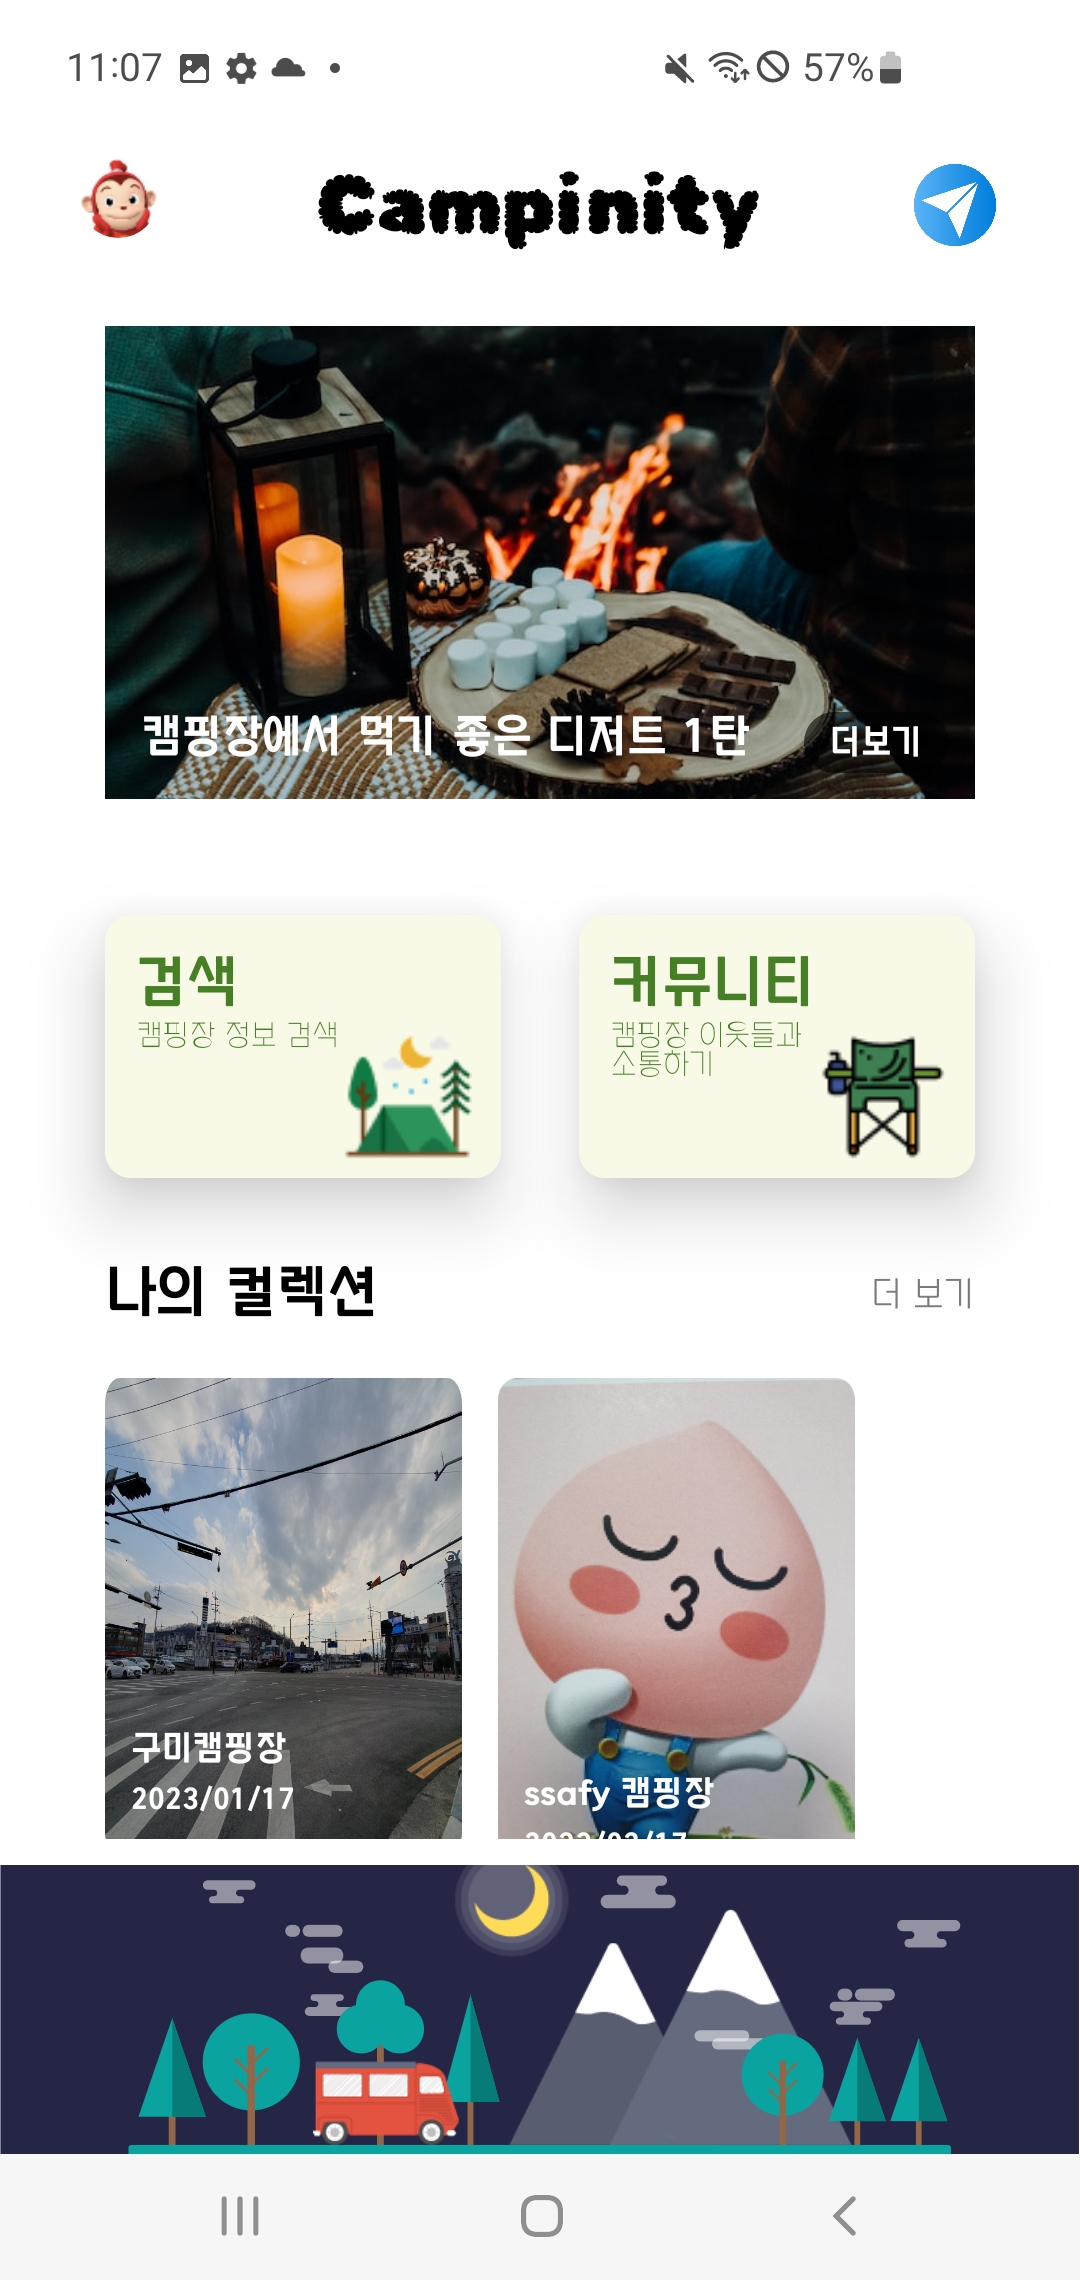 11:07
57%
Campinity
캠핑장에서 먹기 좋은 디저트 1탄
더보기
검색
캠핑장 정보 검색
커뮤니티
캠핑장 이웃들과
소통하기
나의 컬렉션
더 보기
구미캠핑장
2023/01/17
ssafy 캠핑장